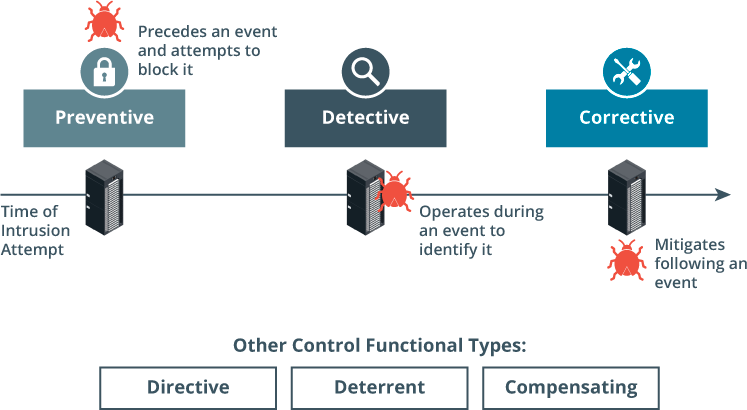 Precedes an event
and attempts to
block it
Preventive
Detective
Corrective
Time of
Intrusion
Attempt
Operates during
an event to
identify it
Mitigates
following an
event
Other Control Functional Types:
Directive
Deterrent
Compensating